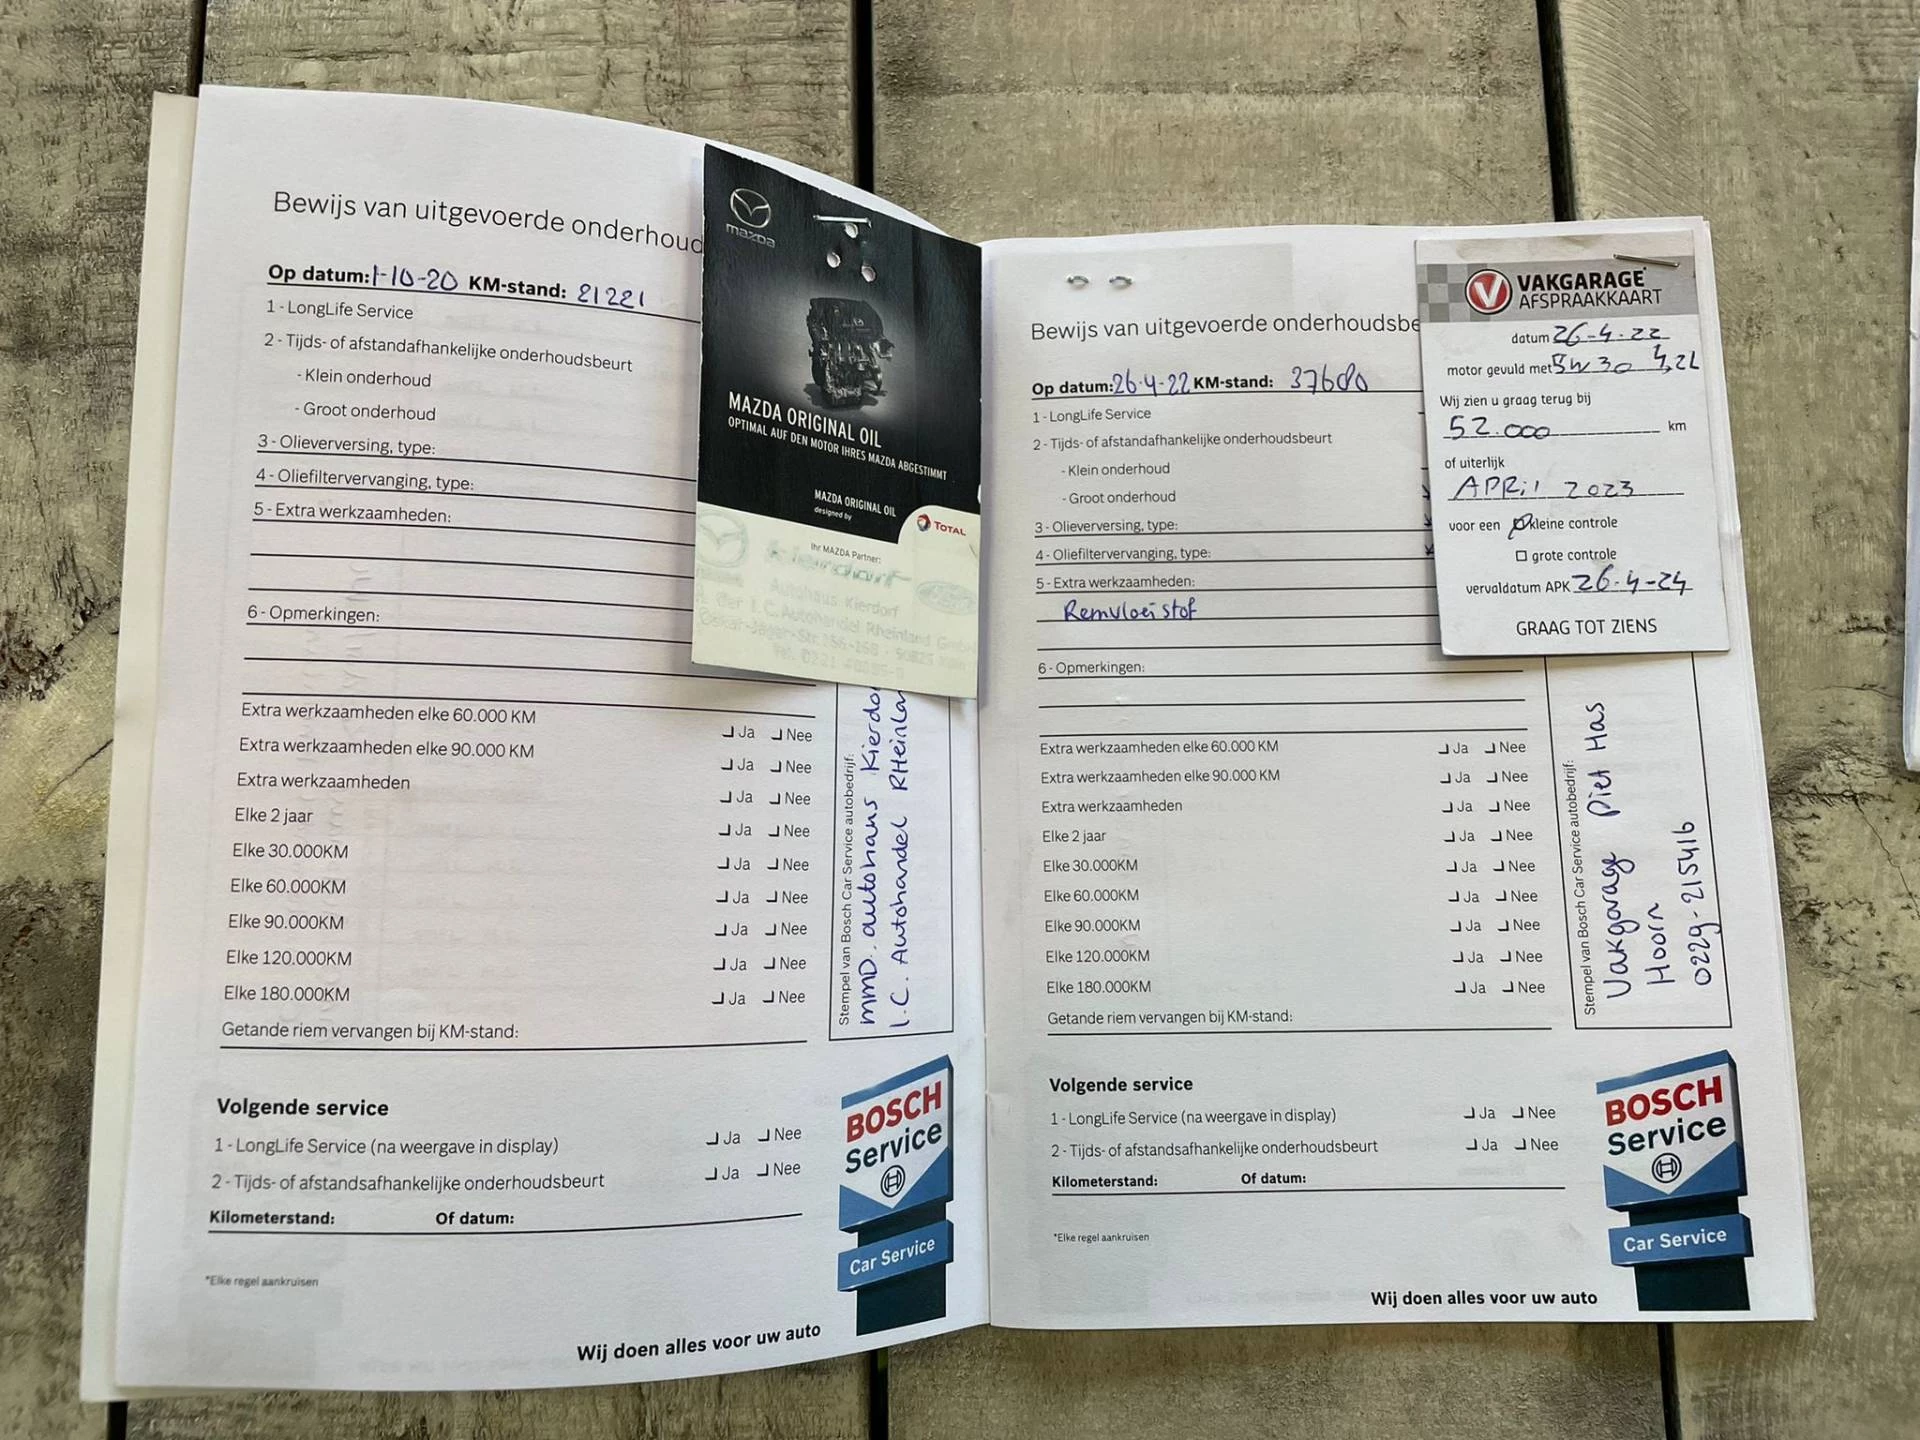 Bewijs van uitgevoerde onderhoud
Op datum: 1-10-20 KM-stand: 21221
1 - LongLife Service
2 - Tijds- of afstandafhankelijke onderhoudsbeurt
- Klein onderhoud
- Groot onderhoud
3 - Olieverversing, type:
4 - Oliefiltervervanging, type:
5 - Extra werkzaamheden:
6 - Opmerkingen:
Extra werkzaamheden elke 60.000 KM Ja Nee
Extra werkzaamheden elke 90.000 KM Ja Nee
Extra werkzaamheden Ja Nee
Elke 2 jaar Ja Nee
Elke 30.000KM Ja Nee
Elke 60.000KM Ja Nee
Elke 90.000KM Ja Nee
Elke 120.000KM Ja Nee
Elke 180.000KM Ja Nee
Getande riem vervangen bij KM-stand:
Stempel van Bosch Car Service autobedrijf:
MMD. autohaus Kierdo
I.C. Autohandel RHeinla
Volgende service
1 - LongLife Service (na weergave in display) Ja Nee
2 - Tijds- of afstandsafhankelijke onderhoudsbeurt Ja Nee
Kilometerstand: Of datum:
*Elke regel aankruisen
BOSCH
Service
Car Service
Wij doen alles voor uw auto
mazda
MAZDA ORIGINAL OIL
OPTIMAL AUF DEN MOTOR IHRES MAZDA ABGESTIMMT
MAZDA ORIGINAL OIL
designed by
TOTAL
Ihr MAZDA Partner:
Kierdorf
Autohaus Kierdorf
der I.C. Autohandel Rheinland
Oskar-Jäger-Str.
Bewijs van uitgevoerde onderhoudsbe
Op datum: 26-4-22 KM-stand: 37680
1 - LongLife Service
2 - Tijds- of afstandafhankelijke onderhoudsbeurt
- Klein onderhoud
- Groot onderhoud
3 - Olieverversing, type:
4 - Oliefiltervervanging, type:
5 - Extra werkzaamheden:
Remvloeistof
6 - Opmerkingen:
Extra werkzaamheden elke 60.000 KM Ja Nee
Extra werkzaamheden elke 90.000 KM Ja Nee
Extra werkzaamheden Ja Nee
Elke 2 jaar Ja Nee
Elke 30.000KM Ja Nee
Elke 60.000KM Ja Nee
Elke 90.000KM Ja Nee
Elke 120.000KM Ja Nee
Elke 180.000KM Ja Nee
Getande riem vervangen bij KM-stand:
Stempel van Bosch Car Service autobedrijf:
Vakgarage Piet Has
Hoorn
0229-215416
Volgende service
1 - LongLife Service (na weergave in display) Ja Nee
2 - Tijds- of afstandsafhankelijke onderhoudsbeurt Ja Nee
Kilometerstand: Of datum:
*Elke regel aankruisen
BOSCH
Service
Car Service
Wij doen alles voor uw auto
VAKGARAGE
AFSPRAAKKAART
datum 26-4-22
motor gevuld met 5W30 4,2L
Wij zien u graag terug bij
52.000 km
of uiterlijk
APRil 2023
voor een kleine controle
grote controle
vervaldatum APK 26-4-24
GRAAG TOT ZIENS